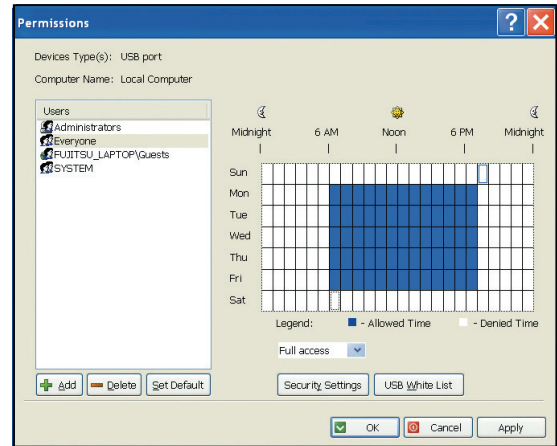 Permissions
Devices Type(s): USB port
Computer Name: Local Computer
Users
Administrators
Everyone
FUJITSU_LAPTOP\Guests
SYSTEM
Midnight 6 AM Noon 6 PM Midnight
Sun
Mon
Tue
Wed
Thu
Fri
Sat
Legend: - Allowed Time - Denied Time
Full access
Add Delete Set Default Security Settings USB White List
OK Cancel Apply